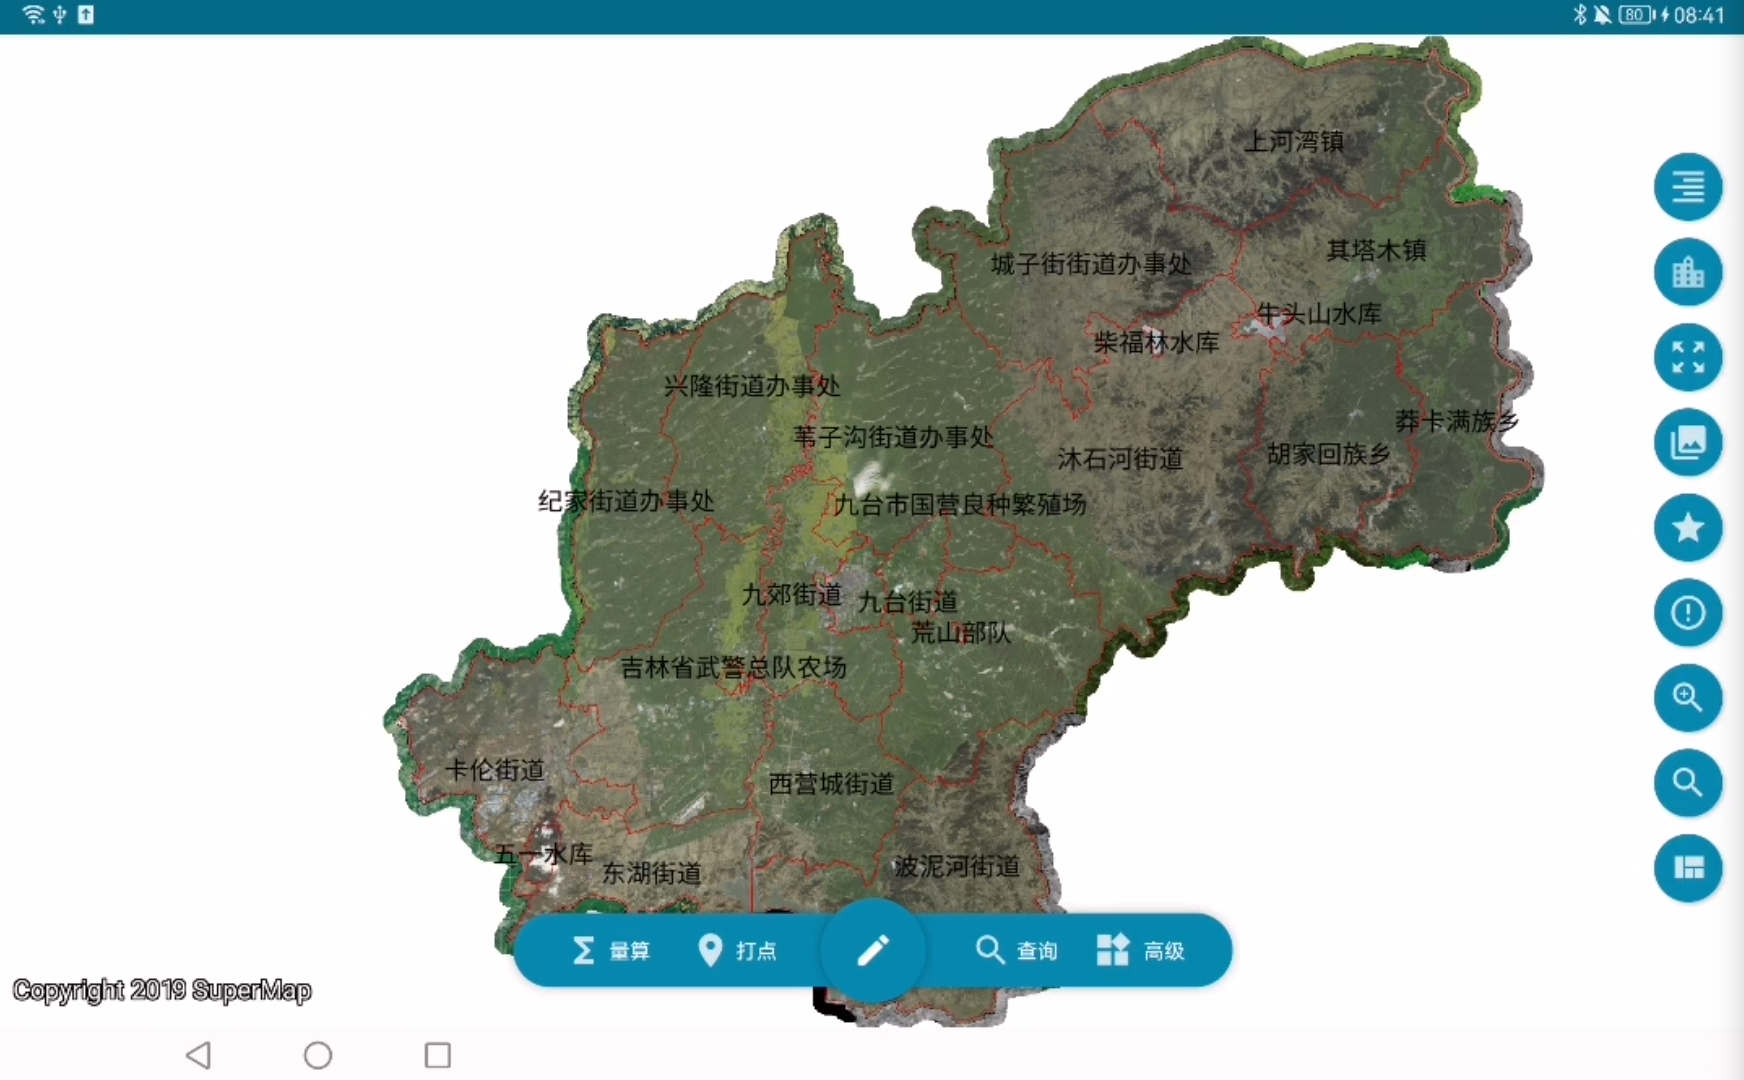 80 08:41
上河湾镇
其塔木镇
城子街街道办事处
牛头山水库
柴福林水库
兴隆街道办事处
莽卡满族乡
苇子沟街道办事处
胡家回族乡
沐石河街道
纪家街道办事处
九台市国营良种繁殖场
九郊街道
九台街道
荒山部队
吉林省武警总队农场
卡伦街道
西营城街道
五一水库
东湖街道
波泥河街道
量算 打点 查询 高级
Copyright 2019 SuperMap